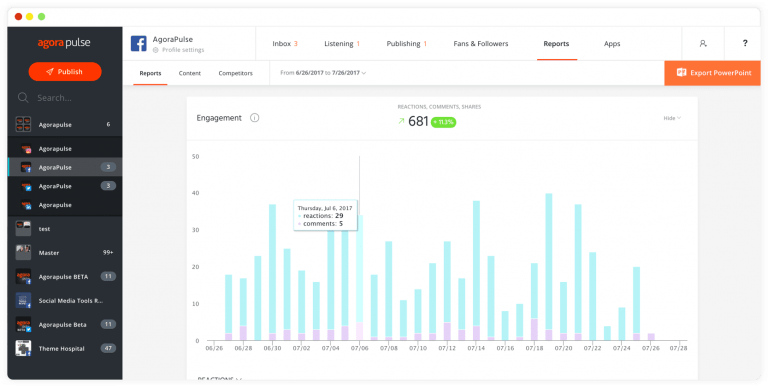 agorapulse
Publish
Search...
Agorapulse 6
Agorapulse
AgoraPulse 3
AgoraPulse 3
Agorapulse
test
Master 99+
Agorapulse BETA 11
Social Media Tools R...
Agorapulse Beta 11
Theme Hospital 47
AgoraPulse
Profile settings
Inbox 3
Listening 1
Publishing 1
Fans & Followers
Reports
Apps
?
Reports
Content
Competitors
From 6/26/2017 to 7/26/2017
Export PowerPoint
Engagement
REACTIONS, COMMENTS, SHARES
681 + 11.3%
Hide
50
40
30
20
10
0
Thursday, Jul 6, 2017
reactions: 29
comments: 5
06/26 06/28 06/30 07/02 07/04 07/06 07/08 07/10 07/12 07/14 07/16 07/18 07/20 07/22 07/24 07/26 07/28